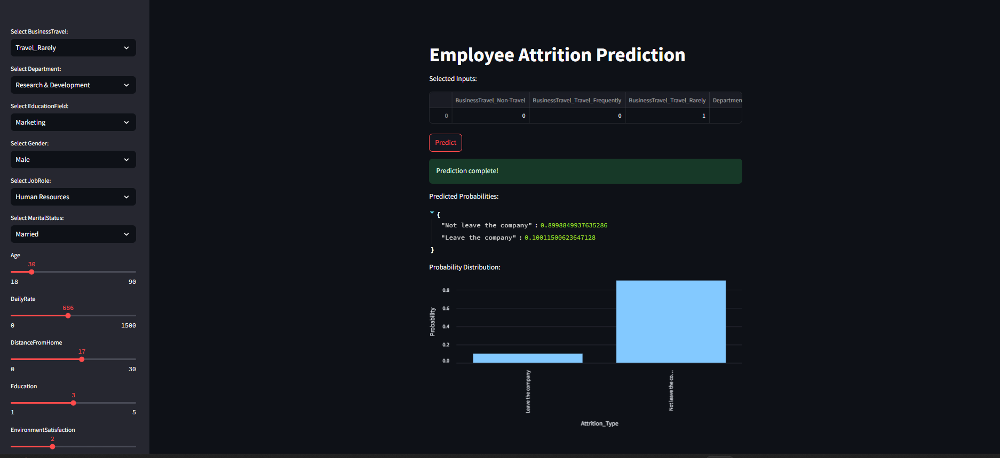 Select BusinessTravel:
Travel_Rarely
Select Department:
Research & Development
Select EducationField:
Marketing
Select Gender:
Male
Select JobRole:
Human Resources
Select MaritalStatus:
Married
Age
30
18 90
DailyRate
686
0 1500
DistanceFromHome
17
0 30
Education
3
1 5
EnvironmentSatisfaction
2
Employee Attrition Prediction
Selected Inputs:
BusinessTravel_Non-Travel BusinessTravel_Travel_Frequently BusinessTravel_Travel_Rarely Departmen
0 0 0 1
Predict
Prediction complete!
Predicted Probabilities:
{
"Not leave the company" : 0.8998849937635286
"Leave the company" : 0.10011500623647128
}
Probability Distribution:
0.8
0.6
0.4
0.2
0.0
Probability
Leave the company
Not leave the co...
Attrition_Type